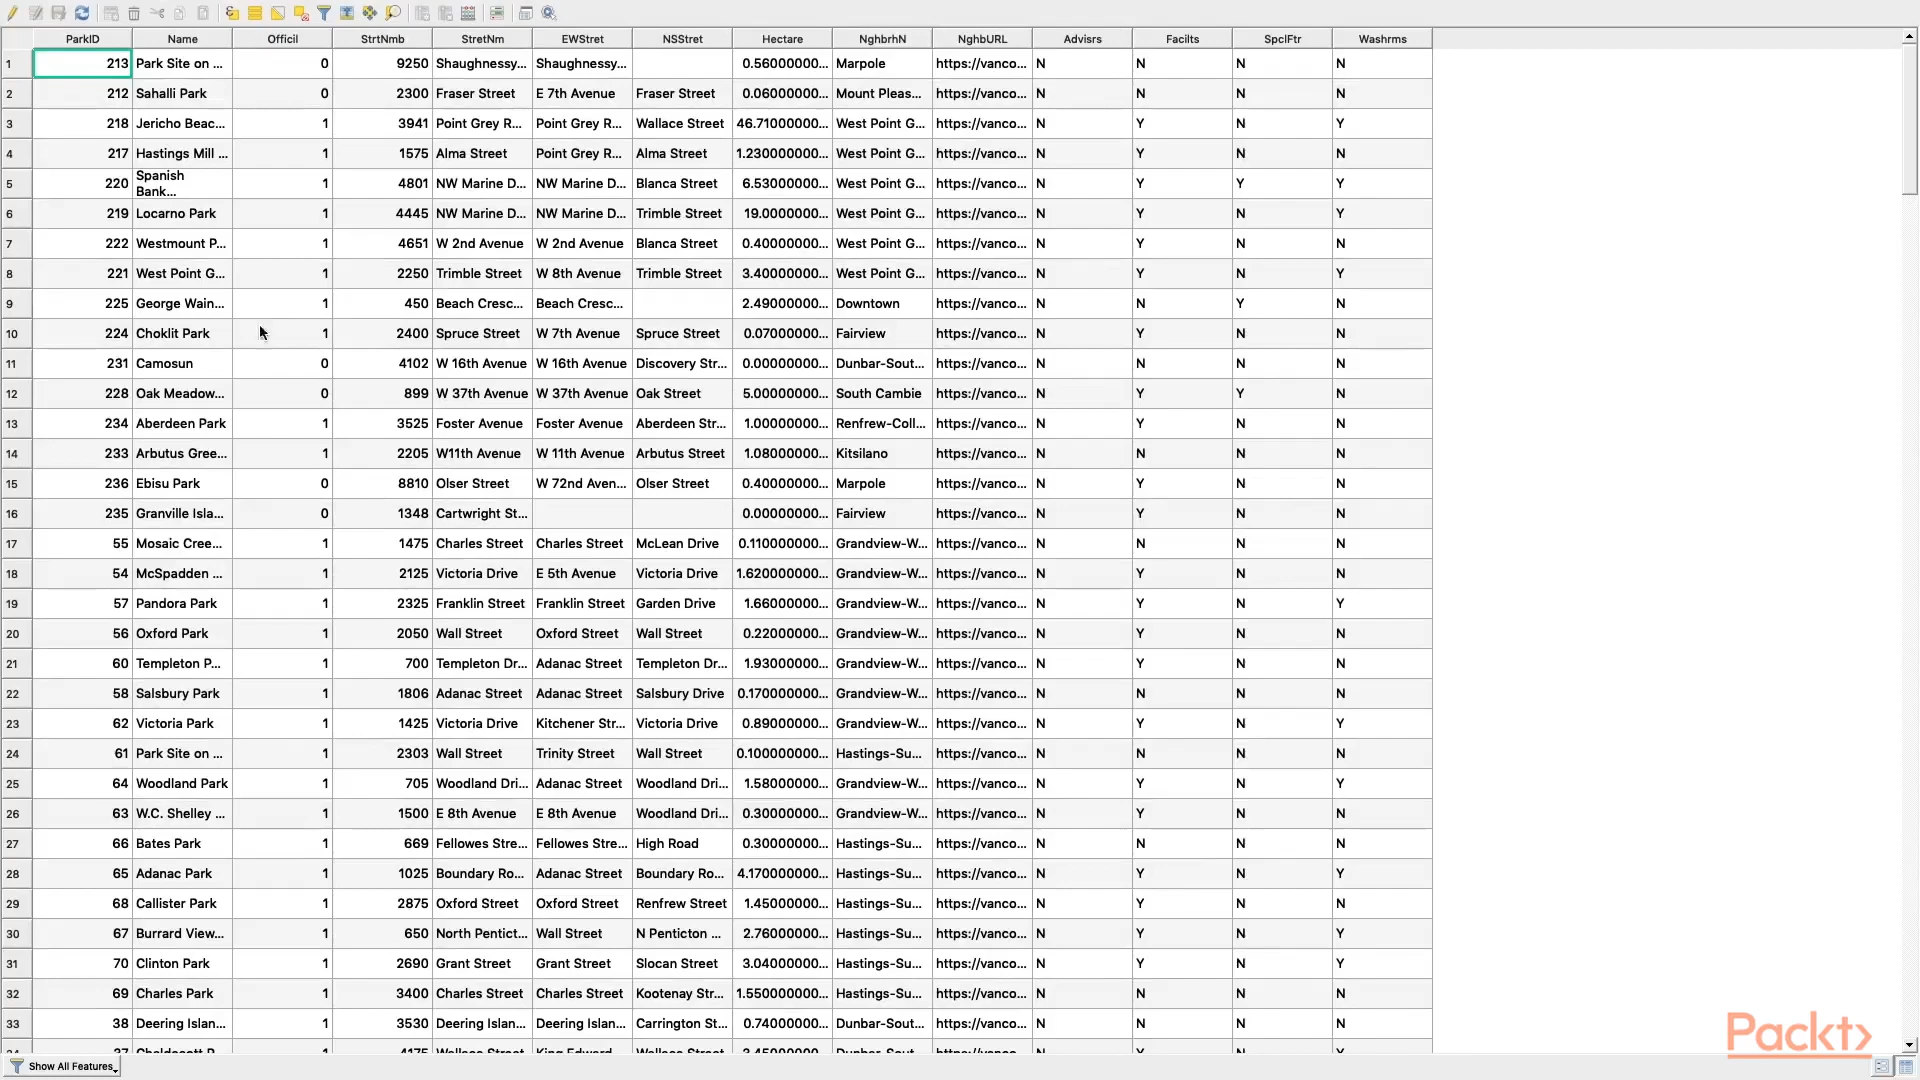 ParkID Name Officil StrtNmb StretNm EWStret NSStret Hectare NghbrhN NghbURL Advisrs Facilts SpclFtr Washrms
1 213 Park Site on ... 0 9250 Shaughnessy... Shaughnessy... 0.56000000... Marpole https://vanco... N N N N
2 212 Sahalli Park 0 2300 Fraser Street E 7th Avenue Fraser Street 0.06000000... Mount Pleas... https://vanco... N N N N
3 218 Jericho Beac... 1 3941 Point Grey R... Point Grey R... Wallace Street 46.71000000... West Point G... https://vanco... N Y N Y
4 217 Hastings Mill ... 1 1575 Alma Street Point Grey R... Alma Street 1.230000000... West Point G... https://vanco... N Y N N
5 220 Spanish
Bank... 1 4801 NW Marine D... NW Marine D... Blanca Street 6.53000000... West Point G... https://vanco... N Y Y Y
6 219 Locarno Park 1 4445 NW Marine D... NW Marine D... Trimble Street 19.0000000... West Point G... https://vanco... N Y N Y
7 222 Westmount P... 1 4651 W 2nd Avenue W 2nd Avenue Blanca Street 0.40000000... West Point G... https://vanco... N Y N N
8 221 West Point G... 1 2250 Trimble Street W 8th Avenue Trimble Street 3.40000000... West Point G... https://vanco... N Y N Y
9 225 George Wain... 1 450 Beach Cresc... Beach Cresc... 2.49000000... Downtown https://vanco... N N Y N
10 224 Choklit Park 1 2400 Spruce Street W 7th Avenue Spruce Street 0.07000000... Fairview https://vanco... N Y N N
11 231 Camosun 0 4102 W 16th Avenue W 16th Avenue Discovery Str... 0.00000000... Dunbar-Sout... https://vanco... N N N N
12 228 Oak Meadow... 0 899 W 37th Avenue W 37th Avenue Oak Street 5.00000000... South Cambie https://vanco... N Y Y N
13 234 Aberdeen Park 1 3525 Foster Avenue Foster Avenue Aberdeen Str... 1.00000000... Renfrew-Coll... https://vanco... N Y N N
14 233 Arbutus Gree... 1 2205 W11th Avenue W 11th Avenue Arbutus Street 1.08000000... Kitsilano https://vanco... N N N N
15 236 Ebisu Park 0 8810 Olser Street W 72nd Aven... Olser Street 0.40000000... Marpole https://vanco... N Y N N
16 235 Granville Isla... 0 1348 Cartwright St... 0.00000000... Fairview https://vanco... N Y N N
17 55 Mosaic Cree... 1 1475 Charles Street Charles Street McLean Drive 0.110000000... Grandview-W... https://vanco... N N N N
18 54 McSpadden ... 1 2125 Victoria Drive E 5th Avenue Victoria Drive 1.620000000... Grandview-W... https://vanco... N Y N N
19 57 Pandora Park 1 2325 Franklin Street Franklin Street Garden Drive 1.66000000... Grandview-W... https://vanco... N Y N Y
20 56 Oxford Park 1 2050 Wall Street Oxford Street Wall Street 0.22000000... Grandview-W... https://vanco... N Y N N
21 60 Templeton P... 1 700 Templeton Dr... Adanac Street Templeton Dr... 1.93000000... Grandview-W... https://vanco... N Y N N
22 58 Salsbury Park 1 1806 Adanac Street Adanac Street Salsbury Drive 0.170000000... Grandview-W... https://vanco... N N N N
23 62 Victoria Park 1 1425 Victoria Drive Kitchener Str... Victoria Drive 0.89000000... Grandview-W... https://vanco... N Y N Y
24 61 Park Site on ... 1 2303 Wall Street Trinity Street Wall Street 0.100000000... Hastings-Su... https://vanco... N N N N
25 64 Woodland Park 1 705 Woodland Dri... Adanac Street Woodland Dri... 1.58000000... Grandview-W... https://vanco... N Y N Y
26 63 W.C. Shelley ... 1 1500 E 8th Avenue E 8th Avenue Woodland Dri... 0.30000000... Grandview-W... https://vanco... N Y N N
27 66 Bates Park 1 669 Fellowes Stre... Fellowes Stre... High Road 0.30000000... Hastings-Su... https://vanco... N N N N
28 65 Adanac Park 1 1025 Boundary Ro... Adanac Street Boundary Ro... 4.170000000... Hastings-Su... https://vanco... N Y N Y
29 68 Callister Park 1 2875 Oxford Street Oxford Street Renfrew Street 1.45000000... Hastings-Su... https://vanco... N Y N N
30 67 Burrard View... 1 650 North Pentict... Wall Street N Penticton ... 2.76000000... Hastings-Su... https://vanco... N Y N Y
31 70 Clinton Park 1 2690 Grant Street Grant Street Slocan Street 3.04000000... Hastings-Su... https://vanco... N Y N Y
32 69 Charles Park 1 3400 Charles Street Charles Street Kootenay Str... 1.550000000... Hastings-Su... https://vanco... N N N N
33 38 Deering Islan... 1 3530 Deering Islan... Deering Islan... Carrington St... 0.74000000... Dunbar-Sout... https://vanco... N N N N
Packt>
Show All Features